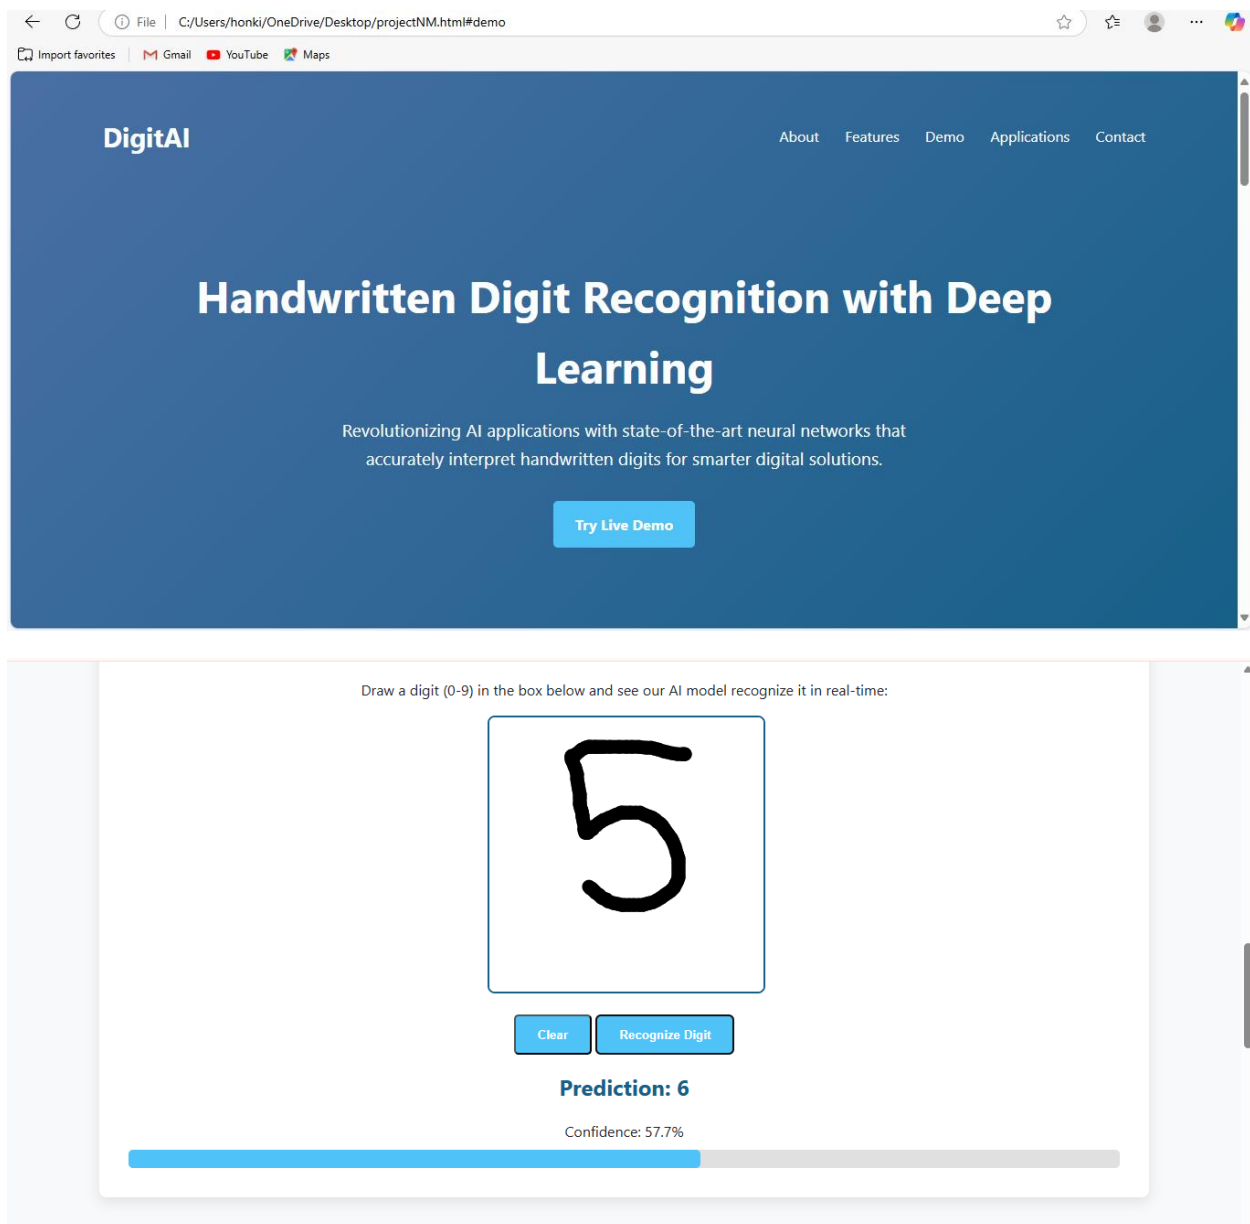 File C:/Users/honki/OneDrive/Desktop/projectNM.html#demo
Import favorites Gmail YouTube Maps
DigitAI About Features Demo Applications Contact
Handwritten Digit Recognition with Deep
Learning
Revolutionizing AI applications with state-of-the-art neural networks that
accurately interpret handwritten digits for smarter digital solutions.
Try Live Demo
Draw a digit (0-9) in the box below and see our AI model recognize it in real-time:
5
Clear Recognize Digit
Prediction: 6
Confidence: 57.7%